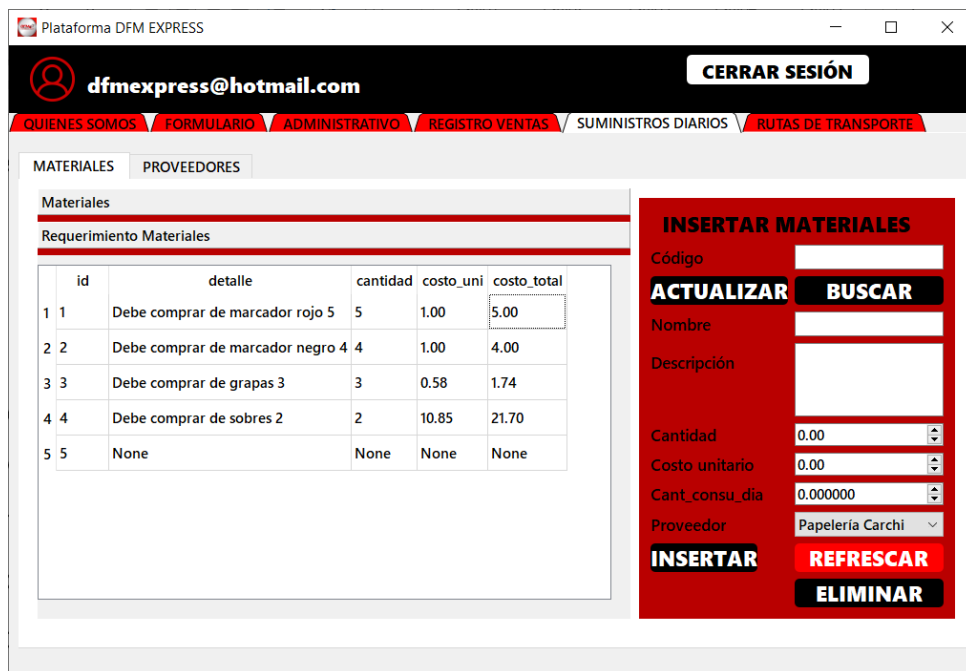 Plataforma DFM EXPRESS
dfmexpress@hotmail.com
CERRAR SESIÓN
QUIENES SOMOS FORMULARIO ADMINISTRATIVO REGISTRO VENTAS SUMINISTROS DIARIOS RUTAS DE TRANSPORTE
MATERIALES PROVEEDORES
Materiales
Requerimiento Materiales
id detalle cantidad costo_uni costo_total
1 1 Debe comprar de marcador rojo 5 5 1.00 5.00
2 2 Debe comprar de marcador negro 4 4 1.00 4.00
3 3 Debe comprar de grapas 3 3 0.58 1.74
4 4 Debe comprar de sobres 2 2 10.85 21.70
5 5 None None None None
INSERTAR MATERIALES
Código
ACTUALIZAR BUSCAR
Nombre
Descripción
Cantidad 0.00
Costo unitario 0.00
Cant_consu_dia 0.000000
Proveedor Papelería Carchi
INSERTAR REFRESCAR
ELIMINAR